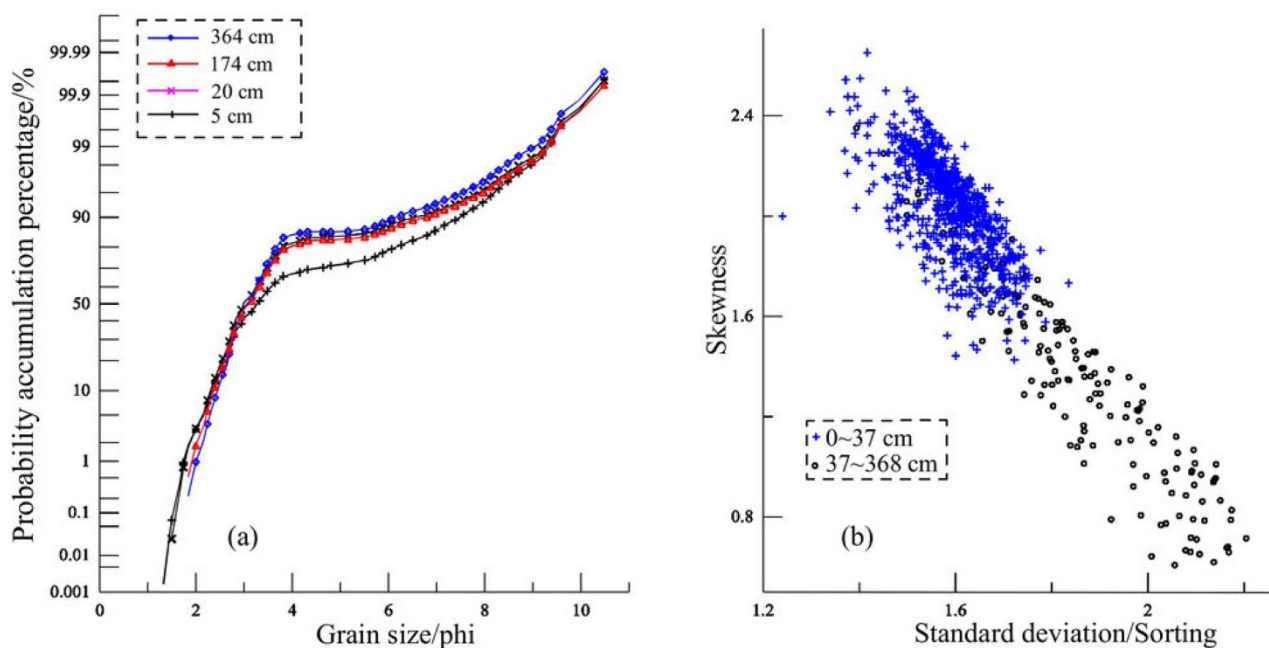 Probability accumulation percentage/%
364 cm
174 cm
20 cm
5 cm
99.99
99.9
99
90
50
10
1
0.1
0.01
0.001
(a)
0
2
4
6
8
10
Grain size/phi
Skewness
2.4
1.6
0.8
0~37 cm
37~368 cm
(b)
1.2
1.6
2
Standard deviation/Sorting